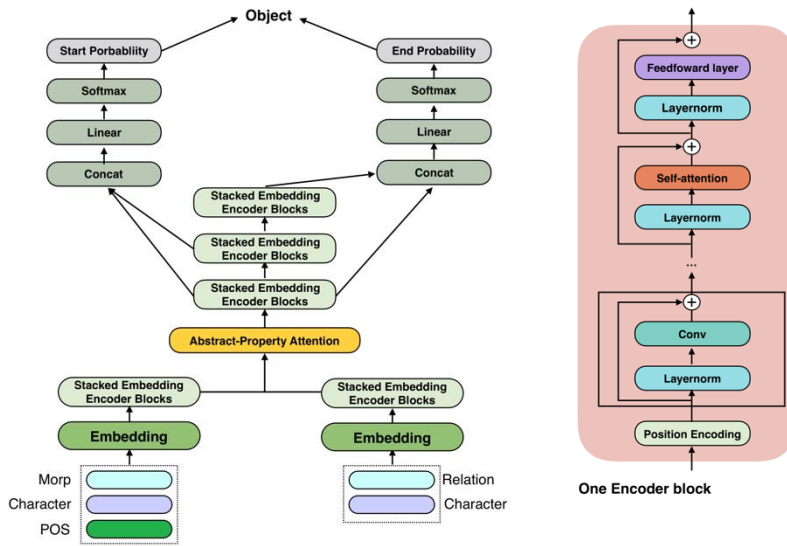 Object
Start Porbabliity
End Probability
Softmax
Softmax
Linear
Linear
Concat
Concat
Stacked Embedding
Encoder Blocks
Stacked Embedding
Encoder Blocks
Stacked Embedding
Encoder Blocks
Abstract-Property Attention
Stacked Embedding
Encoder Blocks
Stacked Embedding
Encoder Blocks
Embedding
Embedding
Morp
Character
POS
Relation
Character
Feedfoward layer
Layernorm
Self-attention
Layernorm
...
Conv
Layernorm
Position Encoding
One Encoder block